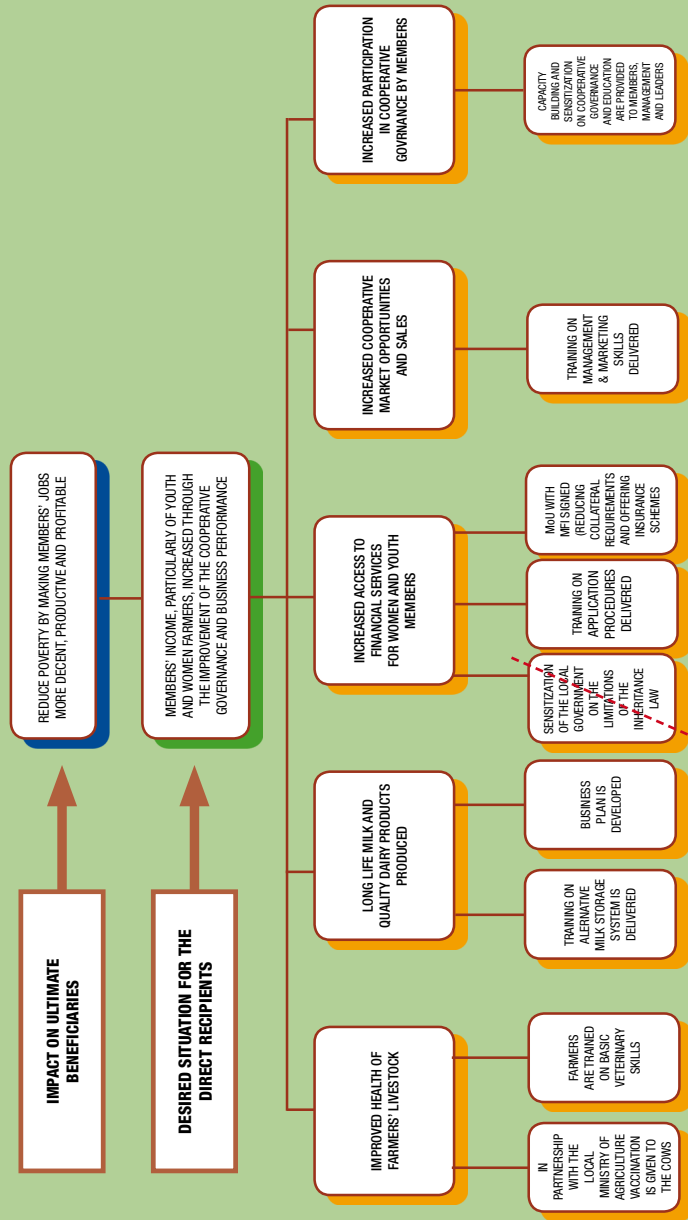 IMPACT ON ULTIMATE
BENEFICIARIES
REDUCE POVERTY BY MAKING MEMBERS' JOBS
MORE DECENT, PRODUCTIVE AND PROFITABLE
DESIRED SITUATION FOR THE
DIRECT RECIPIENTS
MEMBERS' INCOME, PARTICULARLY OF YOUTH
AND WOMEN FARMERS, INCREASED THROUGH
THE IMPROVEMENT OF THE COOPERATIVE
GOVERNANCE AND BUSINESS PERFORMANCE
IMPROVED HEALTH OF
FARMERS' LIVESTOCK
LONG LIFE MILK AND
QUALITY DAIRY PRODUCTS
PRODUCED
INCREASED ACCESS TO
FINANCIAL SERVICES
FOR WOMEN AND YOUTH
MEMBERS
INCREASED COOPERATIVE
MARKET OPPORTUNITIES
AND SALES
INCREASED PARTICIPATION
IN COOPERATIVE
GOVRNANCE BY MEMBERS
IN
PARTNERSHIP
WITH THE
LOCAL
MINISTRY OF
AGRICULTURE
VACCINATION
IS GIVEN TO
THE COWS
FARMERS
ARE TRAINED
ON BASIC
VETERINARY
SKILLS
TRAINING ON
ALERNATIVE
MILK STORAGE
SYSTEM IS
DELIVERED
BUSINESS
PLAN IS
DEVELOPED
SENSITIZATION
OF THE LOCAL
GOVERNMENT
ON THE
LIMITATIONS
OF THE
INHERITANCE
LAW
TRAINING ON
APPLICATION
PROCEDURES
DELIVERED
MoU WITH
MFI SIGNED
(REDUCING
COLLATERAL
REQUIREMENTS
AND OFFERING
INSURANCE
SCHEMES
TRAINING ON
MANAGEMENT
& MARKETING
SKILLS
DELIVERED
CAPACITY
BUILDING AND
SENSITIZATION
ON COOPERATIVE
GOVERNANCE
AND EDUCATION
ARE PROVIDED
TO MEMBERS,
MANAGEMENT
AND LEADERS